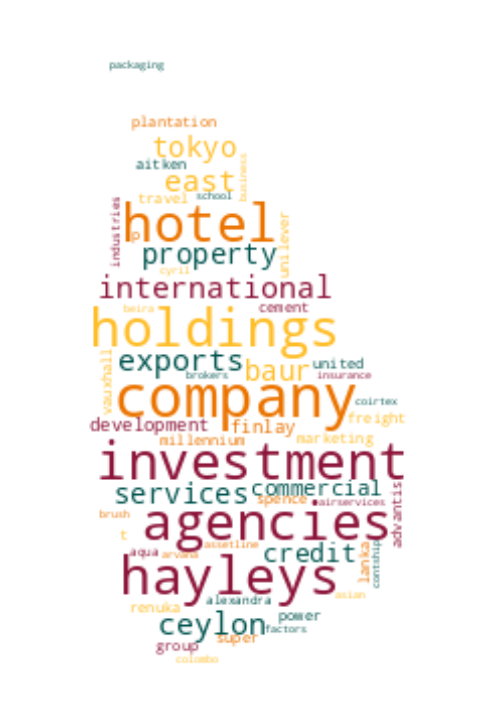 packaging
plantation
tokyo
aitken
business
east
travel
school
industries
hotel
p
unilever
property
cyril
international
beira
cement
holdings
exports
united
vauxhall
brokers
baur
insurance
company
coirtex
freight
development
finlay
millennium
marketing
investment
services
commercial
spence
airservices
advantis
brush
agencies
t
assetline
aqua
arvana
credit
lanka
contship
hayleys
asian
alexandra
renuka
power
ceylon
factors
super
group
colombo